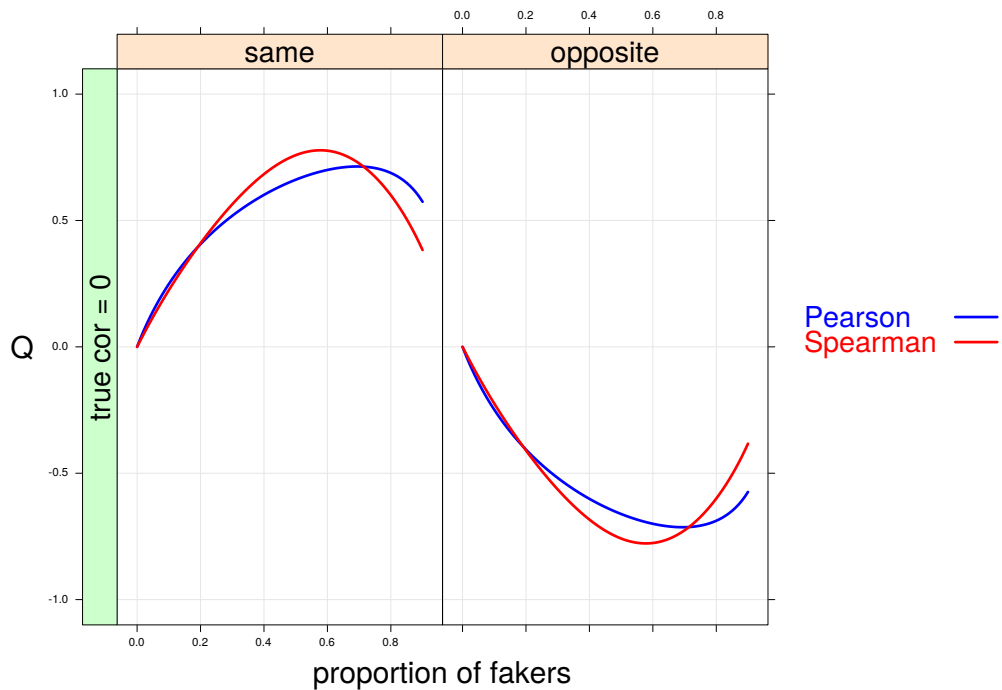 0.0 0.2 0.4 0.6 0.8
same opposite
1.0
0.5
0.0
-0.5
-1.0
Q
true cor = 0
Pearson
Spearman
0.0 0.2 0.4 0.6 0.8
proportion of fakers